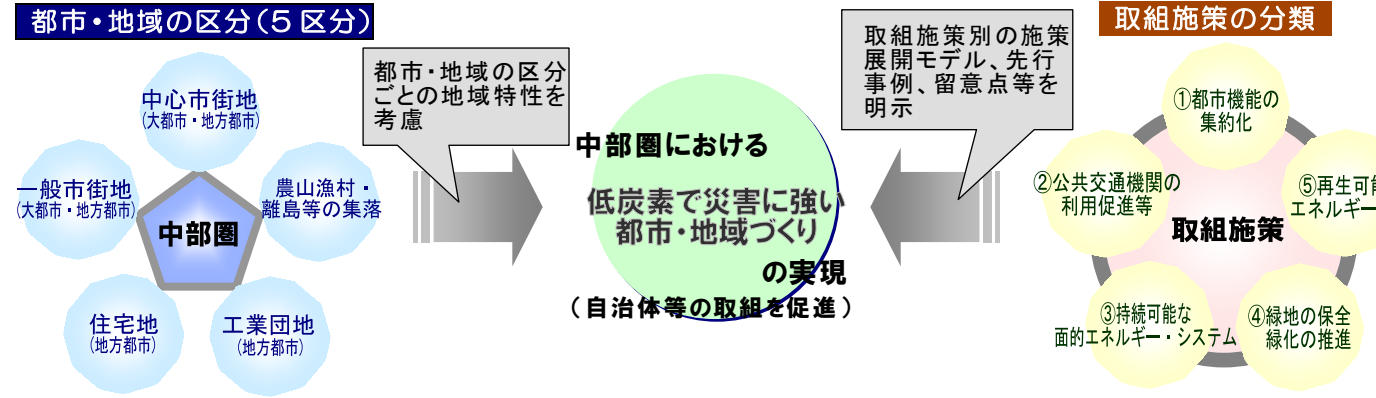 都市・地域の区分(5区分)
中心市街地
(大都市・地方都市)
一般市街地
(大都市・地方都市)
農山漁村・
離島等の集落
中部圏
住宅地
(地方都市)
工業団地
(地方都市)
都市・地域の区分
ごとの地域特性を
考慮
中部圏における
低炭素で災害に強い
都市・地域づくり
の実現
(自治体等の取組を促進)
取組施策別の施策
展開モデル、先行
事例、留意点等を
明示
取組施策の分類
①都市機能の
集約化
②公共交通機関の
利用促進等
⑤再生可能
エネルギー
取組施策
③持続可能な
面的エネルギー・システム
④緑地の保全
緑化の推進